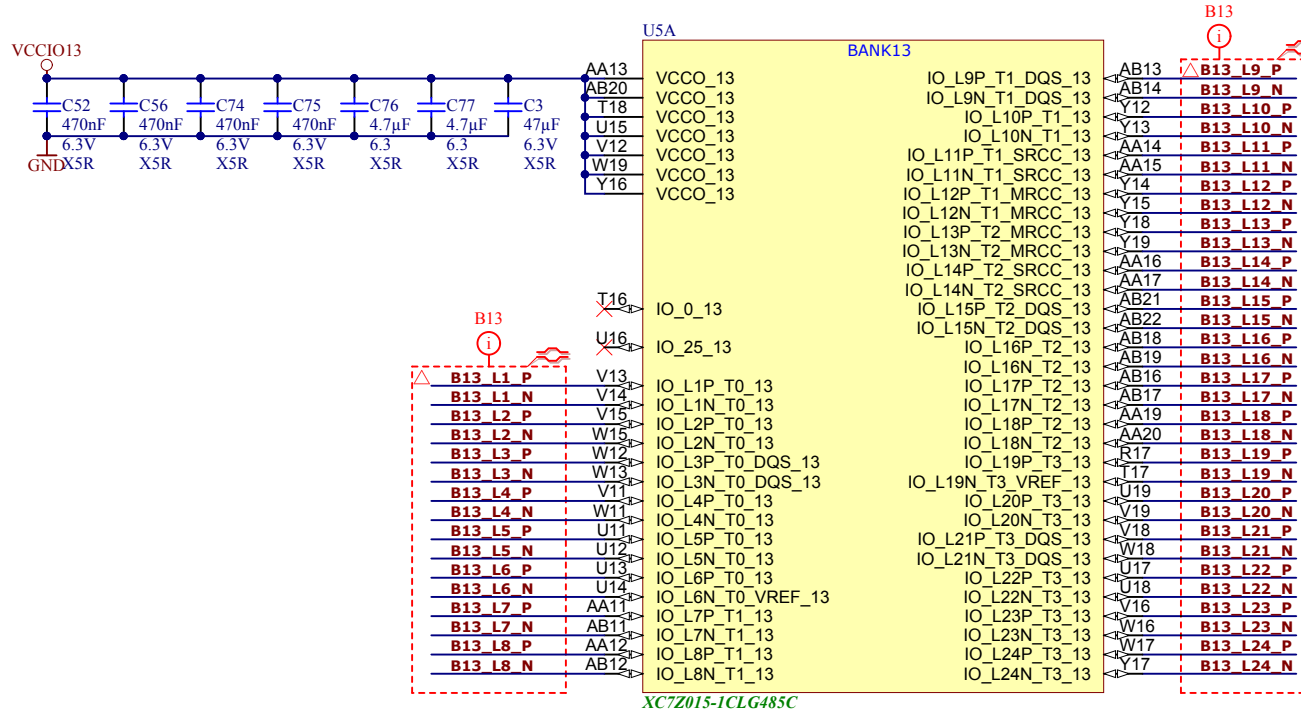 B13
U5A
VCCIO13
BANK13
AA13 VCCO_13
AB20 VCCO_13
T18 VCCO_13
U15 VCCO_13
V12 VCCO_13
W19 VCCO_13
Y16 VCCO_13
C52 C56 C74 C75 C76 C77 C3
470nF 470nF 470nF 470nF 4.7µF 4.7µF 47µF
6.3V 6.3V 6.3V 6.3V 6.3 6.3 6.3V
X5R X5R X5R X5R X5R X5R X5R
GND
T16 IO_0_13
U16 IO_25_13
B13
B13_L1_P V13 IO_L1P_T0_13
B13_L1_N V14 IO_L1N_T0_13
B13_L2_P V15 IO_L2P_T0_13
B13_L2_N W15 IO_L2N_T0_13
B13_L3_P W12 IO_L3P_T0_DQS_13
B13_L3_N W13 IO_L3N_T0_DQS_13
B13_L4_P V11 IO_L4P_T0_13
B13_L4_N W11 IO_L4N_T0_13
B13_L5_P U11 IO_L5P_T0_13
B13_L5_N U12 IO_L5N_T0_13
B13_L6_P U13 IO_L6P_T0_13
B13_L6_N U14 IO_L6N_T0_VREF_13
B13_L7_P AA11 IO_L7P_T1_13
B13_L7_N AB11 IO_L7N_T1_13
B13_L8_P AA12 IO_L8P_T1_13
B13_L8_N AB12 IO_L8N_T1_13
IO_L9P_T1_DQS_13 AB13 B13_L9_P
IO_L9N_T1_DQS_13 AB14 B13_L9_N
IO_L10P_T1_13 Y12 B13_L10_P
IO_L10N_T1_13 Y13 B13_L10_N
IO_L11P_T1_SRCC_13 AA14 B13_L11_P
IO_L11N_T1_SRCC_13 AA15 B13_L11_N
IO_L12P_T1_MRCC_13 Y14 B13_L12_P
IO_L12N_T1_MRCC_13 Y15 B13_L12_N
IO_L13P_T2_MRCC_13 Y18 B13_L13_P
IO_L13N_T2_MRCC_13 Y19 B13_L13_N
IO_L14P_T2_SRCC_13 AA16 B13_L14_P
IO_L14N_T2_SRCC_13 AA17 B13_L14_N
IO_L15P_T2_DQS_13 AB21 B13_L15_P
IO_L15N_T2_DQS_13 AB22 B13_L15_N
IO_L16P_T2_13 AB18 B13_L16_P
IO_L16N_T2_13 AB19 B13_L16_N
IO_L17P_T2_13 AB16 B13_L17_P
IO_L17N_T2_13 AB17 B13_L17_N
IO_L18P_T2_13 AA19 B13_L18_P
IO_L18N_T2_13 AA20 B13_L18_N
IO_L19P_T3_13 R17 B13_L19_P
IO_L19N_T3_VREF_13 T17 B13_L19_N
IO_L20P_T3_13 U19 B13_L20_P
IO_L20N_T3_13 V19 B13_L20_N
IO_L21P_T3_DQS_13 V18 B13_L21_P
IO_L21N_T3_DQS_13 W18 B13_L21_N
IO_L22P_T3_13 U17 B13_L22_P
IO_L22N_T3_13 U18 B13_L22_N
IO_L23P_T3_13 V16 B13_L23_P
IO_L23N_T3_13 W16 B13_L23_N
IO_L24P_T3_13 W17 B13_L24_P
IO_L24N_T3_13 Y17 B13_L24_N
XC7Z015-1CLG485C